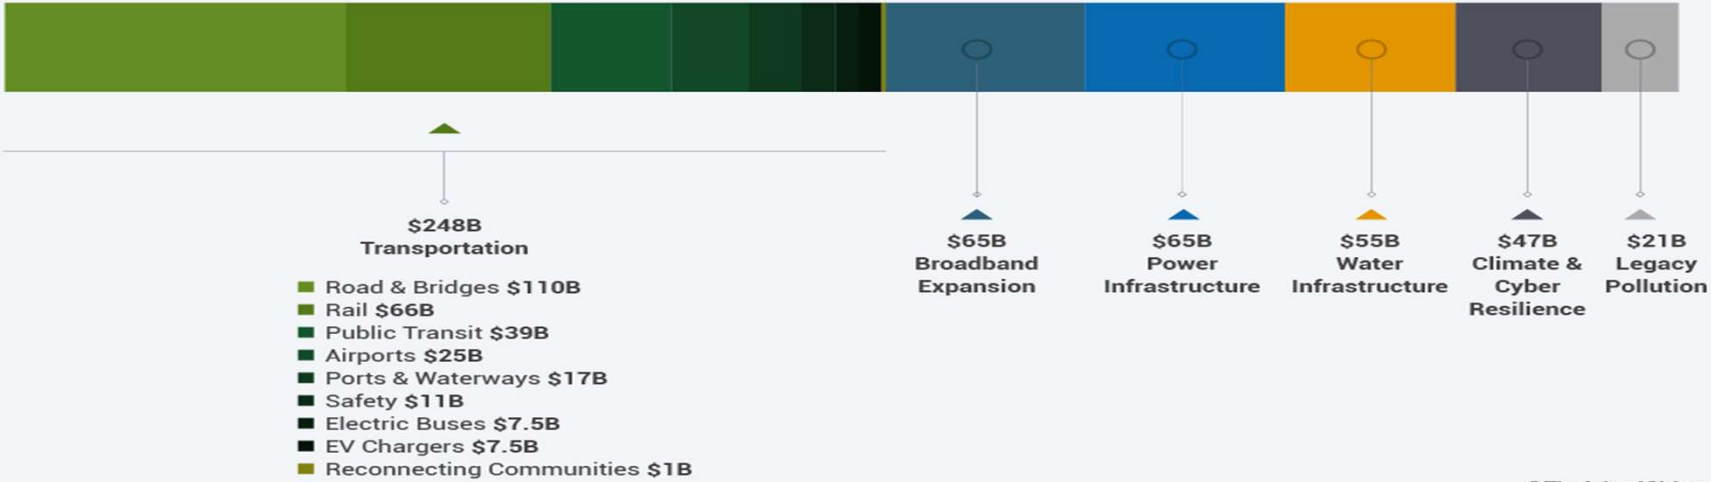 $248B
Transportation
Road & Bridges $110B
Rail $66B
Public Transit $39B
Airports $25B
Ports & Waterways $17B
Safety $11B
Electric Buses $7.5B
EV Chargers $7.5B
Reconnecting Communities $1B
$65B
Broadband
Expansion
$65B
Power
Infrastructure
$55B
Water
Infrastructure
$47B
Climate &
Cyber
Resilience
$21B
Legacy
Pollution